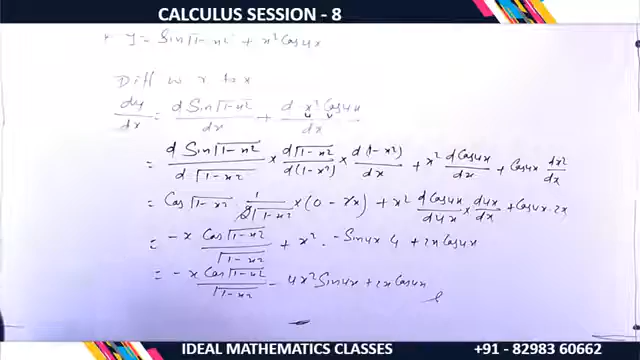 CALCULUS SESSION - 8
* y = Sin√1-x² + x² Cos4x
Diff w r to x
dy/dx = d Sin√1-x²/dx + d x² Cos4x/dx
U V
= d Sin√1-x²/d√1-x² × d√1-x²/d(1-x²) × d(1-x²)/dx + x² dCos4x/dx + Cos4x dx²/dx
= Cos√1-x² · 1/2√1-x² × (0 - 2x) + x² dCos4x/d4x × d4x/dx + Cos4x · 2x
= -x Cos√1-x²/√1-x² + x² · -Sin4x 4 + 2x Cos4x
= -x Cos√1-x²/√1-x² - 4x² Sin4x + 2x Cos4x
IDEAL MATHEMATICS CLASSES
+91 - 82983 60662